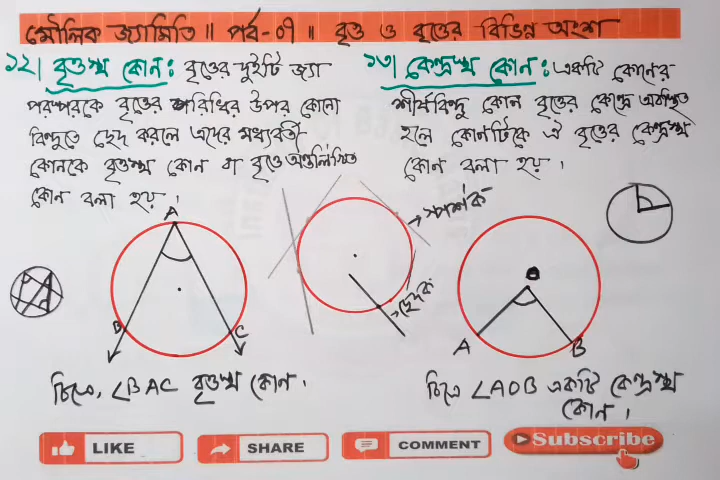 মৌলিক জ্যামিতি ॥ পর্ব - ০৭ ॥ বৃত্ত ও বৃত্তের বিভিন্ন অংশ
১২। বৃত্তস্থ কোন: বৃত্তের দুইটি জ্যা
পরস্পরকে বৃত্তের পরিধির উপর কোনো
বিন্দুতে ছেদ করলে এদের মধ্যবর্তী
কোনকে বৃত্তস্থ কোন বা বৃত্তে অন্তর্লিখিত
কোন বলা হয়।
১৩। কেন্দ্রস্থ কোন: একটি কোনের
শীর্ষবিন্দু কোন বৃত্তের কেন্দ্রে অবস্থিত
হলে কোনটিকে ঐ বৃত্তের কেন্দ্রস্থ
কোন বলা হয়।
A
B
C
স্পর্শক
ছেদক
A
B
চিত্রে, ∠BAC বৃত্তস্থ কোন।
চিত্রে ∠AOB একটি কেন্দ্রস্থ
কোন।
LIKE
SHARE
COMMENT
Subscribe